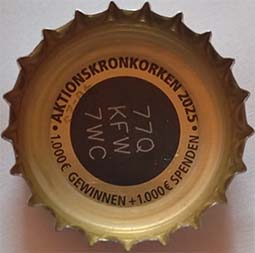 • AKTIONSKRONKORKEN 2025 •
1.000 € GEWINNEN + 1.000 € SPENDEN
77Q
KFW
7WC